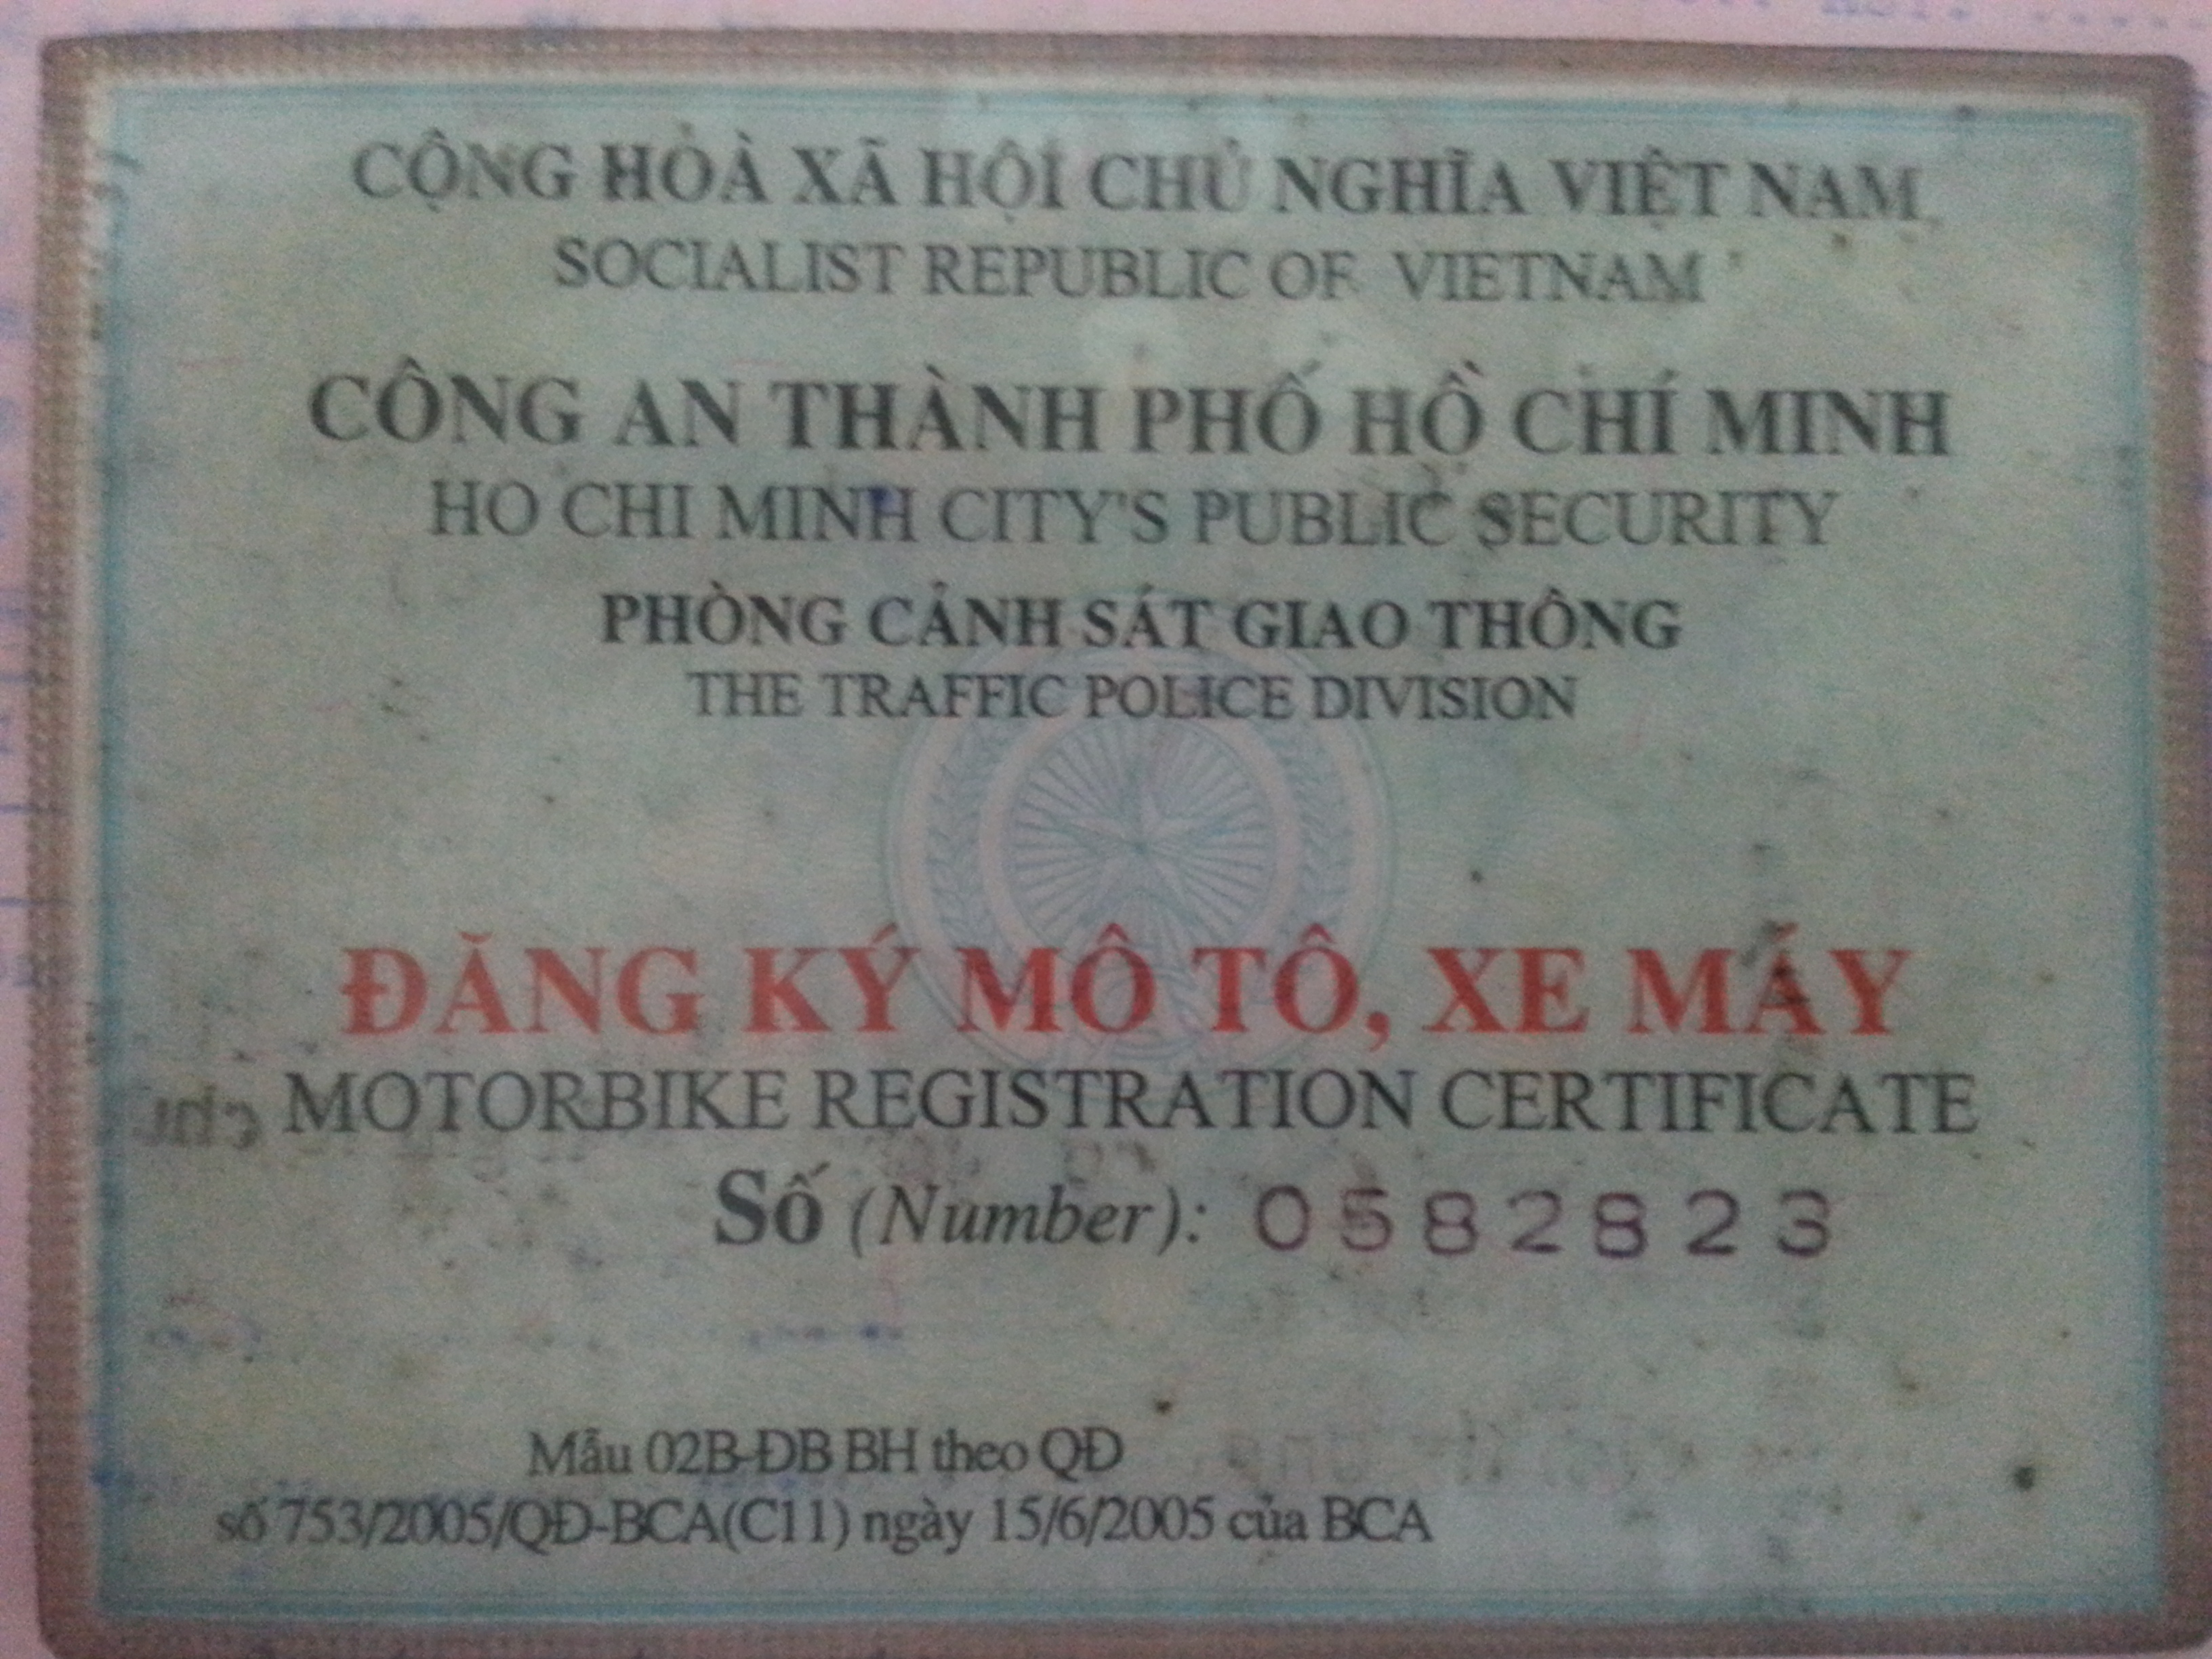 CỘNG HÒA XÃ HỘI CHỦ NGHĨA VIỆT NAM
SOCIALIST REPUBLIC OF VIETNAM
CÔNG AN THÀNH PHỐ HỒ CHÍ MINH
HO CHI MINH CITY'S PUBLIC SECURITY
PHÒNG CẢNH SÁT GIAO THÔNG
THE TRAFFIC POLICE DIVISION
ĐĂNG KÝ MÔ TÔ, XE MÁY
MOTORBIKE REGISTRATION CERTIFICATE
Số (Number): 0582823
Mẫu 02B-ĐB BH theo QĐ
số 753/2005/QĐ-BCA(C11) ngày 15/6/2005 của BCA